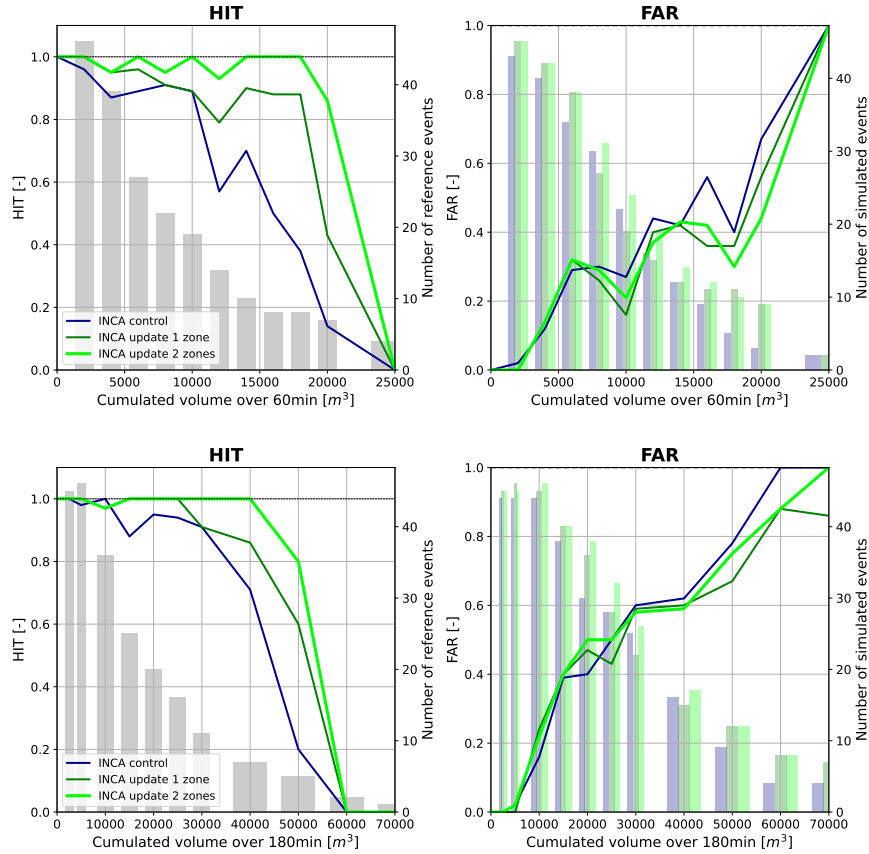 HIT
1.0
0.8
0.6
0.4
0.2
0.0
HIT [-]
40
30
20
10
0
Number of reference events
INCA control
INCA update 1 zone
INCA update 2 zones
0 5000 10000 15000 20000 25000
Cumulated volume over 60min [m³]
FAR
1.0
0.8
0.6
0.4
0.2
0.0
FAR [-]
40
30
20
10
0
Number of simulated events
0 5000 10000 15000 20000 25000
Cumulated volume over 60min [m³]
HIT
1.0
0.8
0.6
0.4
0.2
0.0
HIT [-]
40
30
20
10
0
Number of reference events
INCA control
INCA update 1 zone
INCA update 2 zones
0 10000 20000 30000 40000 50000 60000 70000
Cumulated volume over 180min [m³]
FAR
1.0
0.8
0.6
0.4
0.2
0.0
FAR [-]
40
30
20
10
0
Number of simulated events
0 10000 20000 30000 40000 50000 60000 70000
Cumulated volume over 180min [m³]